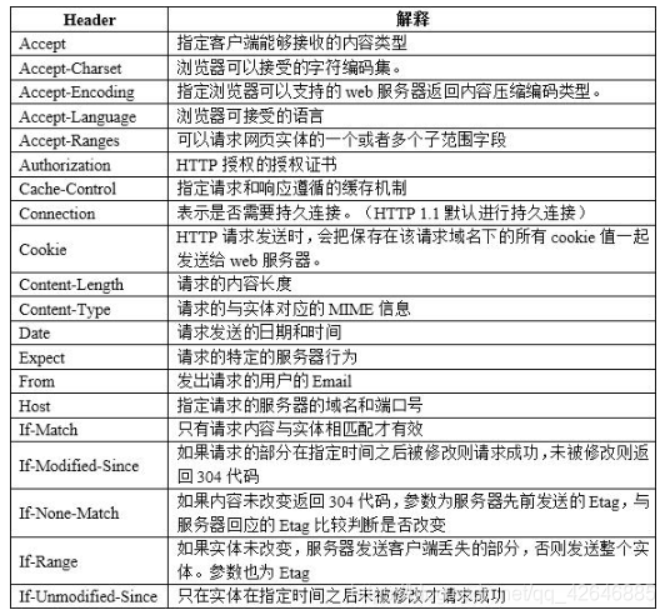 Header 解释
Accept 指定客户端能够接收的内容类型
Accept-Charset 浏览器可以接受的字符编码集。
Accept-Encoding 指定浏览器可以支持的 web 服务器返回内容压缩编码类型。
Accept-Language 浏览器可接受的语言
Accept-Ranges 可以请求网页实体的一个或者多个子范围字段
Authorization HTTP 授权的授权证书
Cache-Control 指定请求和响应遵循的缓存机制
Connection 表示是否需要持久连接。（HTTP 1.1 默认进行持久连接）
Cookie HTTP 请求发送时，会把保存在该请求域名下的所有 cookie 值一起
发送给 web 服务器。
Content-Length 请求的内容长度
Content-Type 请求的与实体对应的 MIME 信息
Date 请求发送的日期和时间
Expect 请求的特定的服务器行为
From 发出请求的用户的 Email
Host 指定请求的服务器的域名和端口号
If-Match 只有请求内容与实体相匹配才有效
If-Modified-Since 如果请求的部分在指定时间之后被修改则请求成功，未被修改则返
回 304 代码
If-None-Match 如果内容未改变返回 304 代码，参数为服务器先前发送的 Etag，与
服务器回应的 Etag 比较判断是否改变
If-Range 如果实体未改变，服务器发送客户端丢失的部分，否则发送整个实
体。参数也为 Etag
If-Unmodified-Since 只在实体在指定时间之后未被修改才请求成功
net/qq_42646885